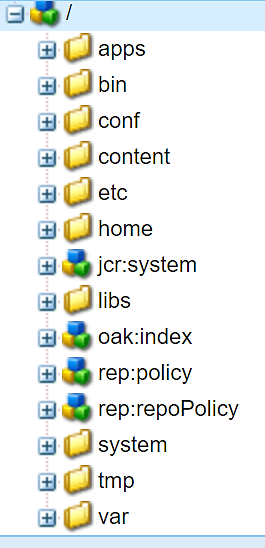 /
apps
bin
conf
content
etc
home
jcr:system
libs
oak:index
rep:policy
rep:repoPolicy
system
tmp
var